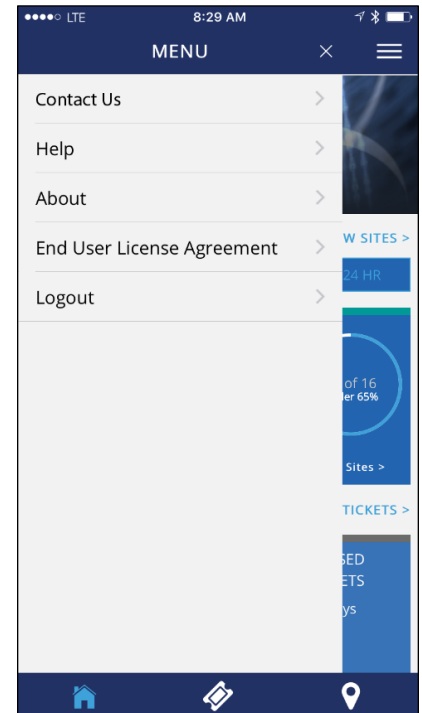 LTE 8:29 AM
MENU
Contact Us
Help
About
End User License Agreement
Logout
W SITES >
24 HR
of 16
er 65%
Sites >
TICKETS >
SED
ETS
ys